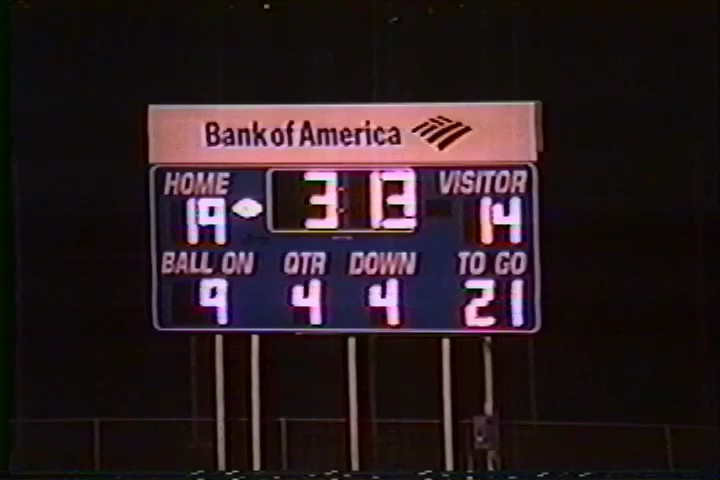 Bank of America
HOME 3:13 VISITOR
19 14
BALL ON QTR DOWN TO GO
9 4 4 21